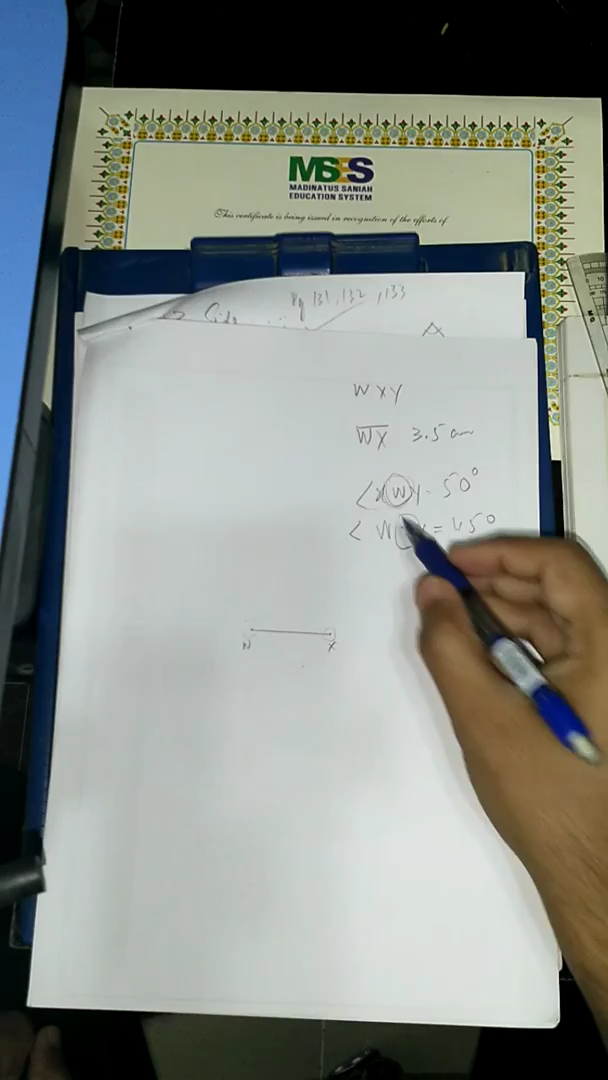 MSES
MADINATUS SANIAH
EDUCATION SYSTEM
This certificate is being issued in recognition of the efforts of
Pg 131, 132, 133
A
W X Y
WX 3.5 cm
<XWY = 50°
< W = 45°
W X